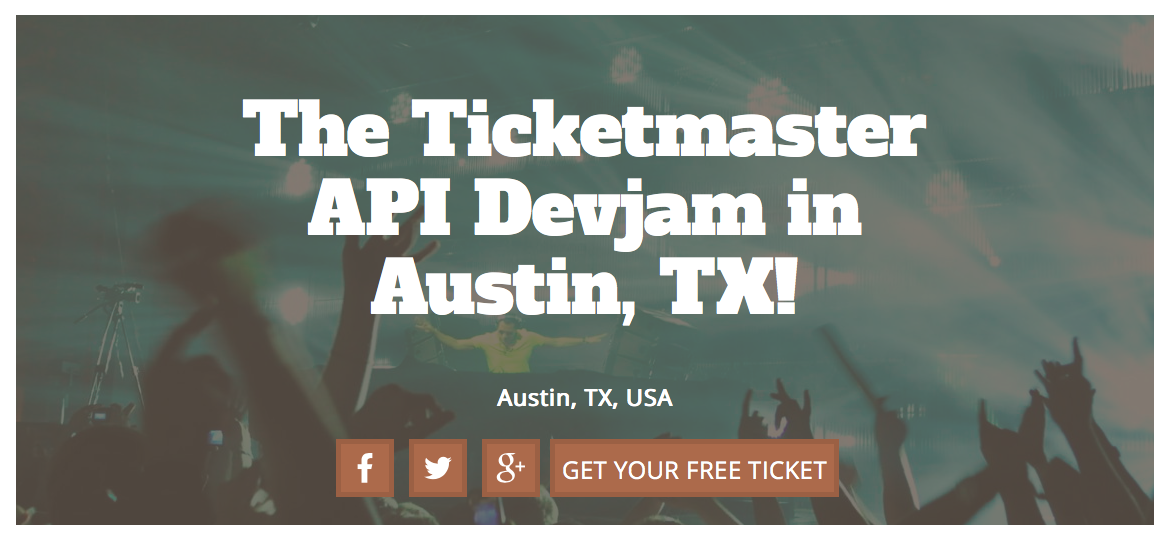 The Ticketmaster
API Devjam in
Austin, TX!
Austin, TX, USA
f g+ GET YOUR FREE TICKET